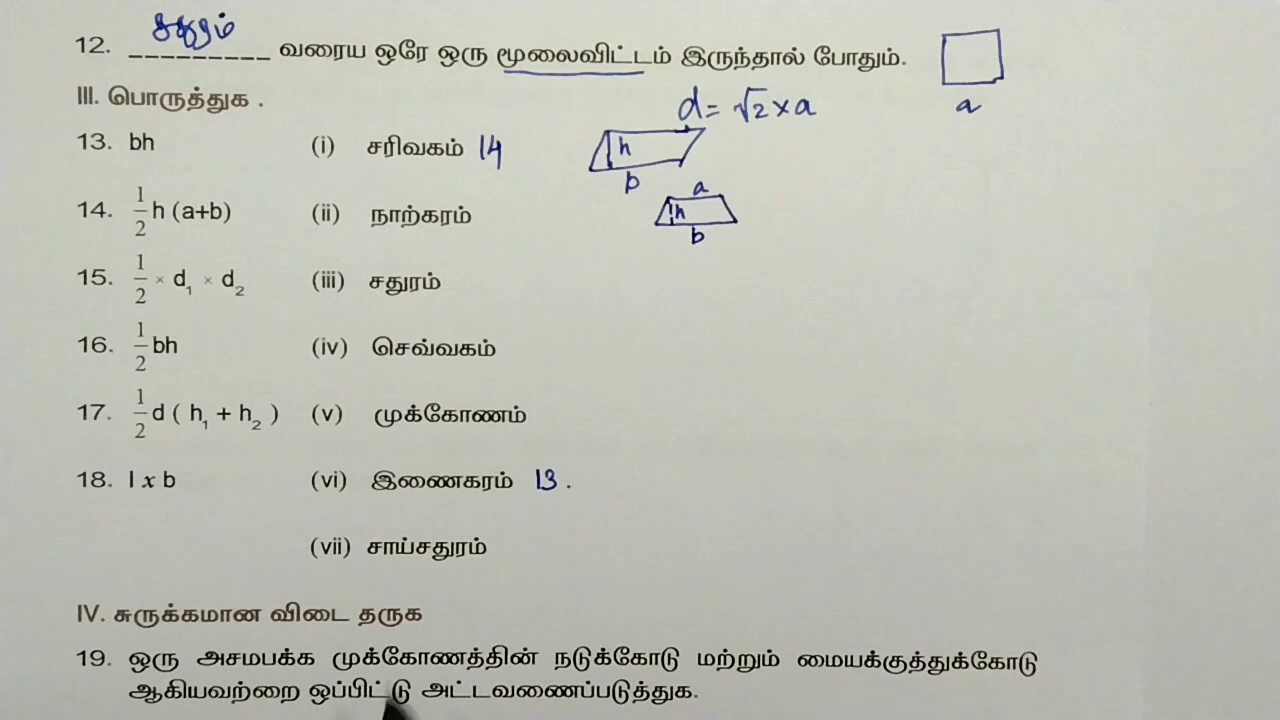 12. சதுரம் வரைய ஒரே ஒரு மூலைவிட்டம் இருந்தால் போதும். a
III. பொருத்துக . d = √2 × a
13. bh (i) சரிவகம் 14 h b
14. 1/2 h (a+b) (ii) நாற்கரம் a h b
15. 1/2 × d₁ × d₂ (iii) சதுரம்
16. 1/2 bh (iv) செவ்வகம்
17. 1/2 d ( h₁ + h₂ ) (v) முக்கோணம்
18. l x b (vi) இணைகரம் 13 .
(vii) சாய்சதுரம்
IV. சுருக்கமான விடை தருக
19. ஒரு அசமபக்க முக்கோணத்தின் நடுக்கோடு மற்றும் மையக்குத்துக்கோடு
ஆகியவற்றை ஒப்பிட்டு அட்டவணைப்படுத்துக.